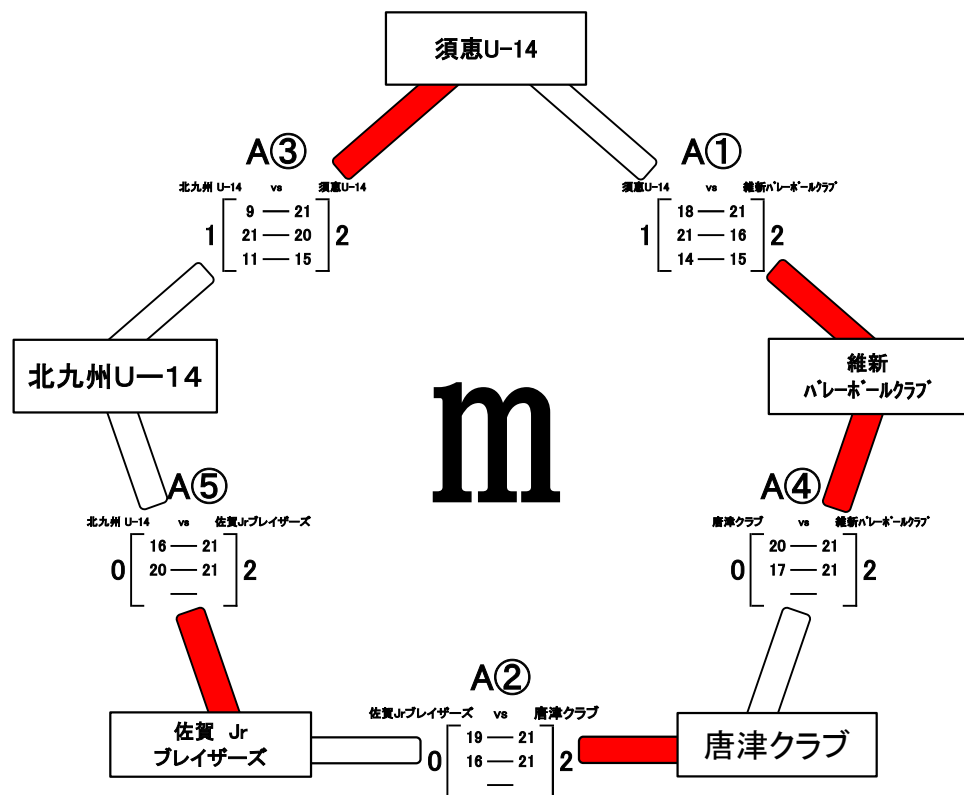 須恵U-14
A③
北九州 U-14 vs 須恵U-14
1 9 — 21 2
21 — 20
11 — 15
A①
須恵U-14 vs 維新バレーボールクラブ
1 18 — 21 2
21 — 16
14 — 15
北九州U－14
維新
バレーボールクラブ
m
A⑤
北九州 U-14 vs 佐賀Jrブレイザーズ
0 16 — 21 2
20 — 21
—
A④
唐津クラブ vs 維新バレーボールクラブ
0 20 — 21 2
17 — 21
—
A②
佐賀Jrブレイザーズ vs 唐津クラブ
0 19 — 21 2
16 — 21
—
佐賀 Jr
ブレイザーズ
唐津クラブ